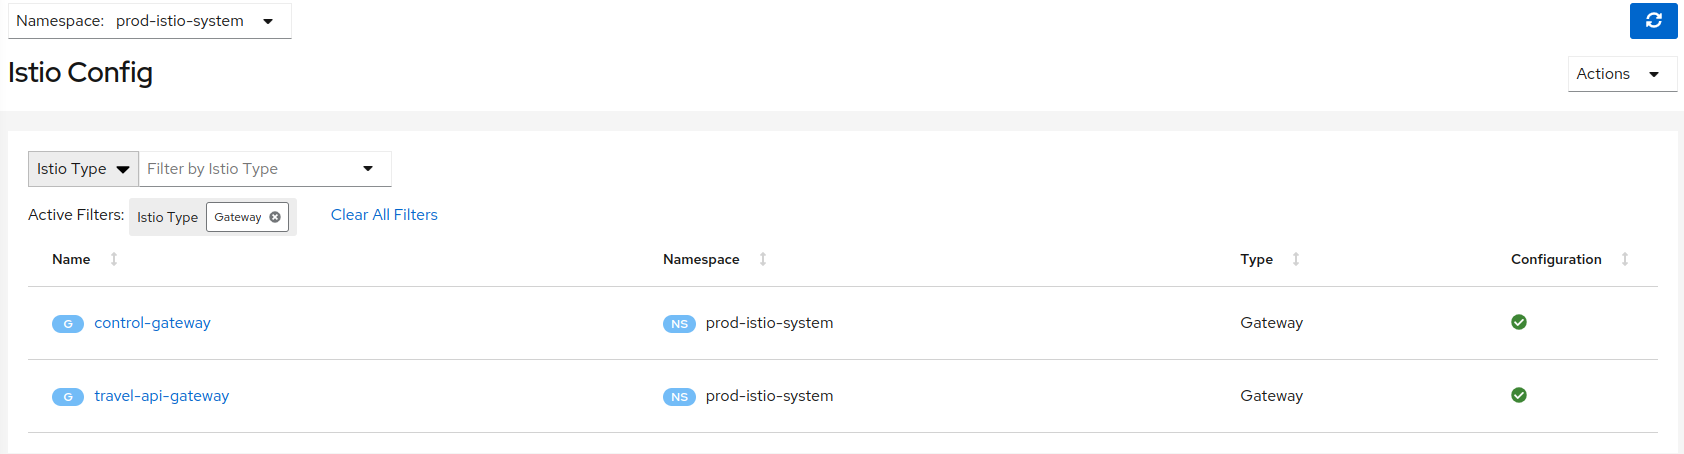 Namespace: prod-istio-system
Istio Config
Actions
Istio Type Filter by Istio Type
Active Filters: Istio Type Gateway Clear All Filters
Name Namespace Type Configuration
G control-gateway NS prod-istio-system Gateway
G travel-api-gateway NS prod-istio-system Gateway